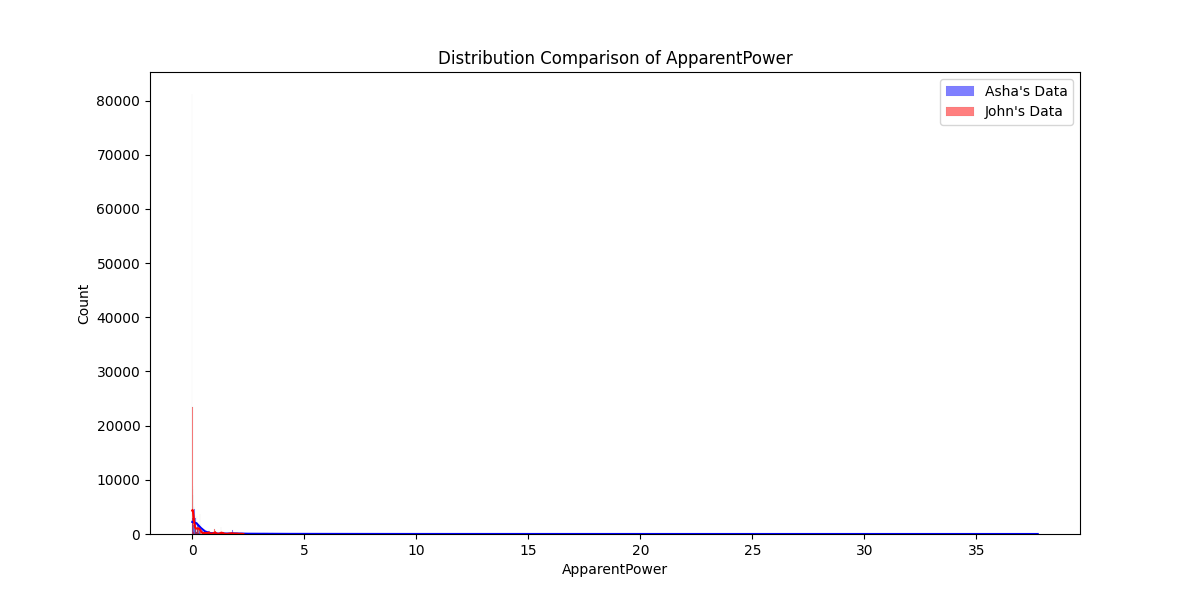 Distribution Comparison of ApparentPower
Asha's Data
John's Data
80000
70000
60000
50000
40000
30000
20000
10000
0
Count
0 5 10 15 20 25 30 35
ApparentPower